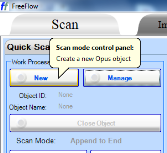 FreeFlow
Scan
Quick Scan
Scan mode control panel:
Create a new Opus object
Work Process
New
Manage
Object ID: None
Object Name: None
Close Object
Scan Mode: Append to End